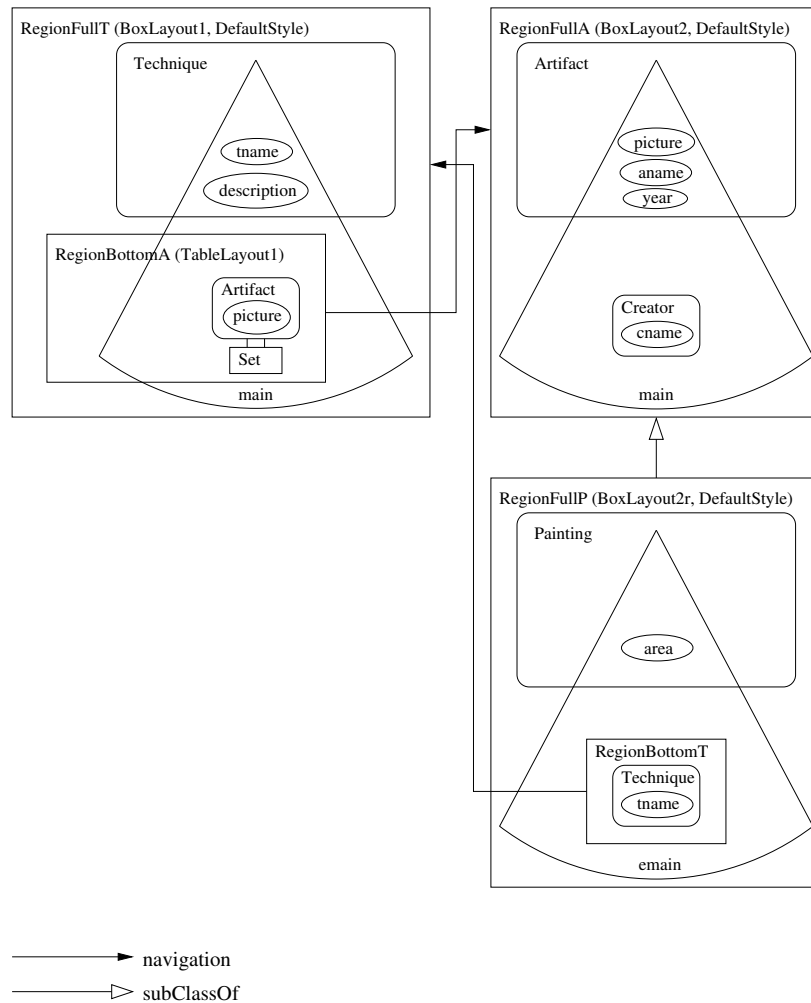 RegionFullT (BoxLayout1, DefaultStyle)
Technique
tname
description
RegionBottomA (TableLayout1)
Artifact
picture
Set
main
RegionFullA (BoxLayout2, DefaultStyle)
Artifact
picture
aname
year
Creator
cname
main
RegionFullP (BoxLayout2r, DefaultStyle)
Painting
area
RegionBottomT
Technique
tname
emain
navigation
subClassOf